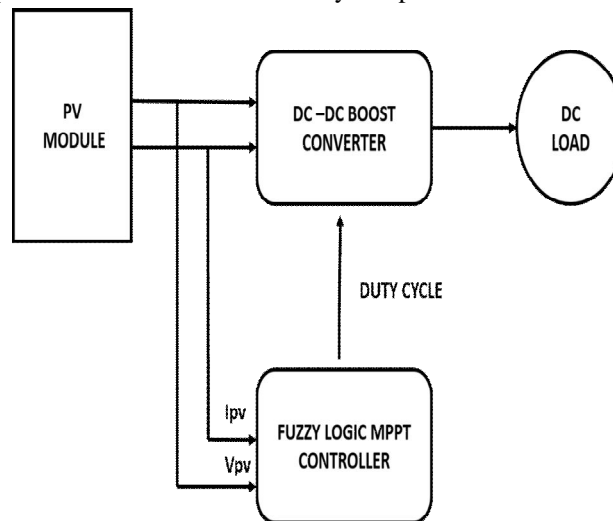 PV
MODULE
DC –DC BOOST
CONVERTER
DC
LOAD
DUTY CYCLE
Ipv
Vpv
FUZZY LOGIC MPPT
CONTROLLER